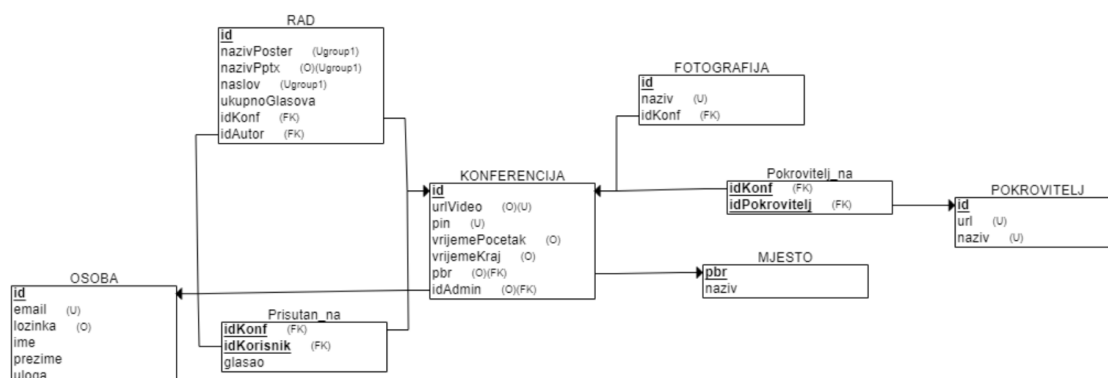 RAD
id
nazivPoster (Ugroup1)
nazivPptx (O)(Ugroup1)
naslov (Ugroup1)
ukupnoGlasova
idKonf (FK)
idAutor (FK)
FOTOGRAFIJA
id
naziv (U)
idKonf (FK)
KONFERENCIJA
id
urlVideo (O)(U)
pin (U)
vrijemePocetak (O)
vrijemeKraj (O)
pbr (O)(FK)
idAdmin (O)(FK)
Pokrovitelj_na
idKonf (FK)
idPokrovitelj (FK)
POKROVITELJ
id
url (U)
naziv (U)
MJESTO
pbr
naziv
OSOBA
id
email (U)
lozinka (O)
ime
prezime
uloga
Prisutan_na
idKonf (FK)
idKorisnik (FK)
glasao